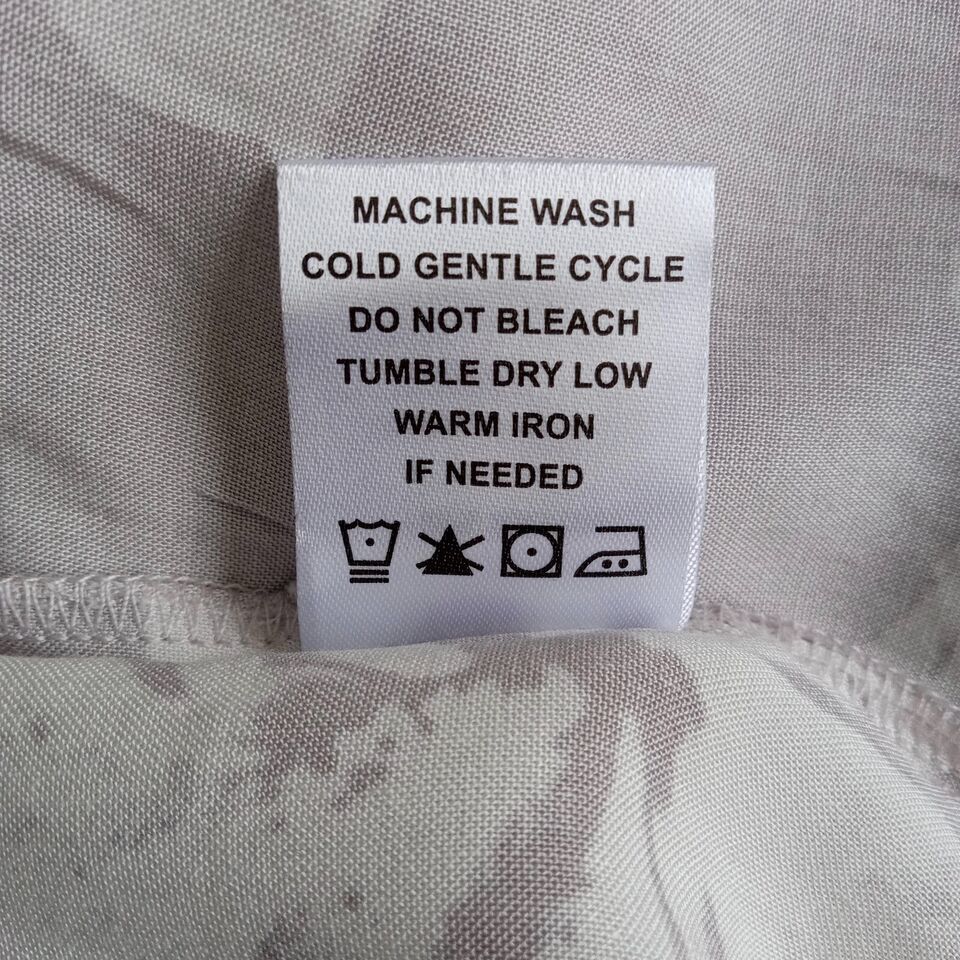 MACHINE WASH
COLD GENTLE CYCLE
DO NOT BLEACH
TUMBLE DRY LOW
WARM IRON
IF NEEDED